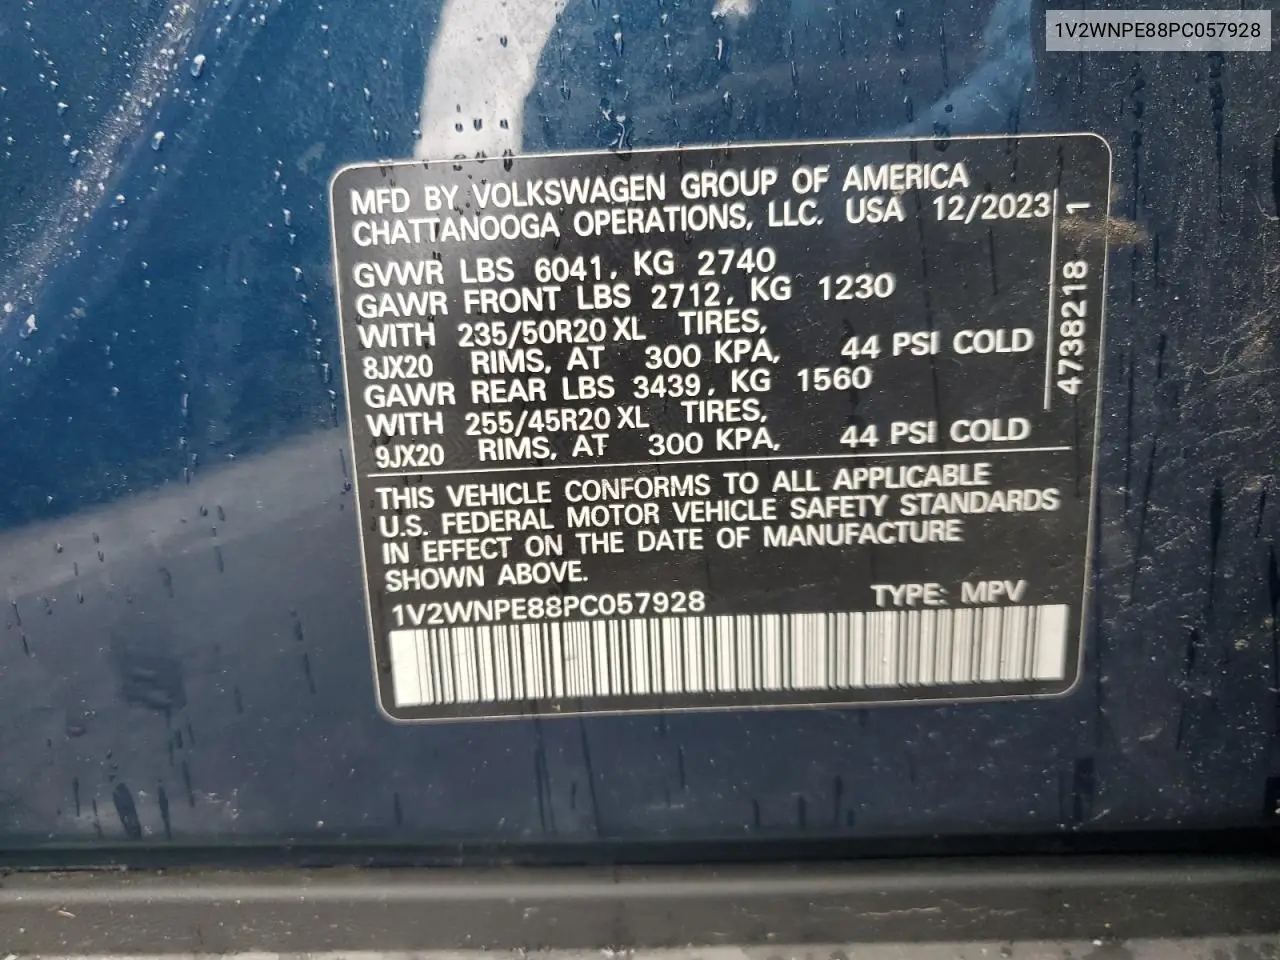 1V2WNPE88PC057928
MFD BY VOLKSWAGEN GROUP OF AMERICA
CHATTANOOGA OPERATIONS, LLC. USA 12/2023
GVWR LBS 6041, KG 2740
GAWR FRONT LBS 2712, KG 1230
WITH 235/50R20 XL TIRES,
8JX20 RIMS, AT 300 KPA, 44 PSI COLD
GAWR REAR LBS 3439, KG 1560
WITH 255/45R20 XL TIRES,
9JX20 RIMS, AT 300 KPA, 44 PSI COLD
4738218 1
THIS VEHICLE CONFORMS TO ALL APPLICABLE
U.S. FEDERAL MOTOR VEHICLE SAFETY STANDARDS
IN EFFECT ON THE DATE OF MANUFACTURE
SHOWN ABOVE.
1V2WNPE88PC057928 TYPE: MPV